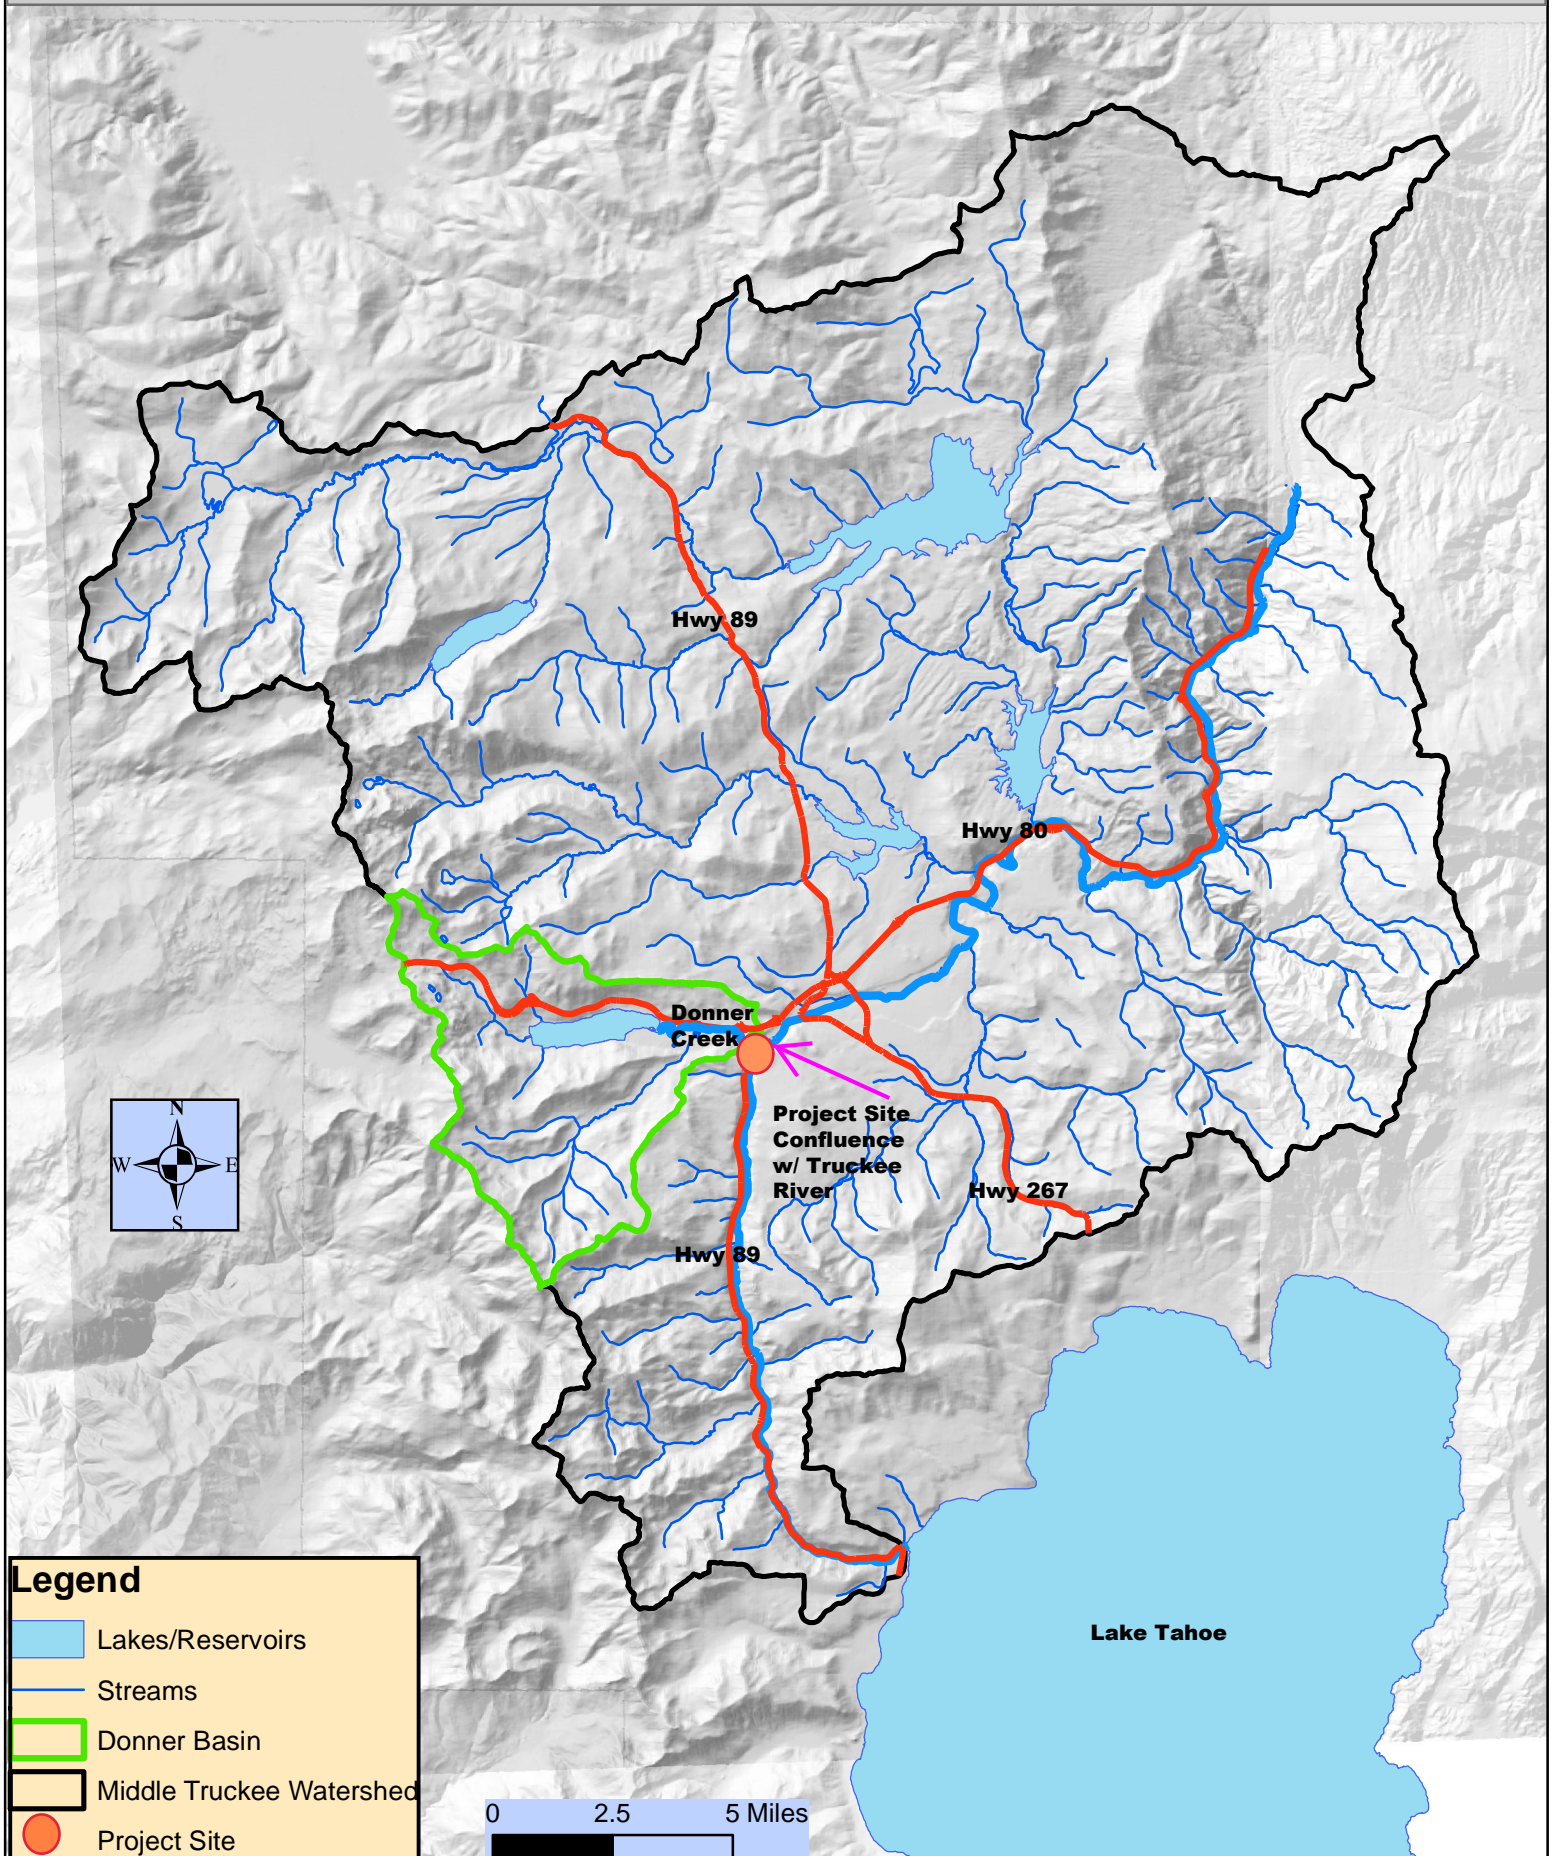 Hwy 89
Hwy 80
Donner
Creek
Project Site
Confluence
w/ Truckee
River
N
W E
S
Hwy 267
Hwy 89
Lake Tahoe
Legend
Lakes/Reservoirs
Streams
Donner Basin
Middle Truckee Watershed
Project Site
0 2.5 5 Miles